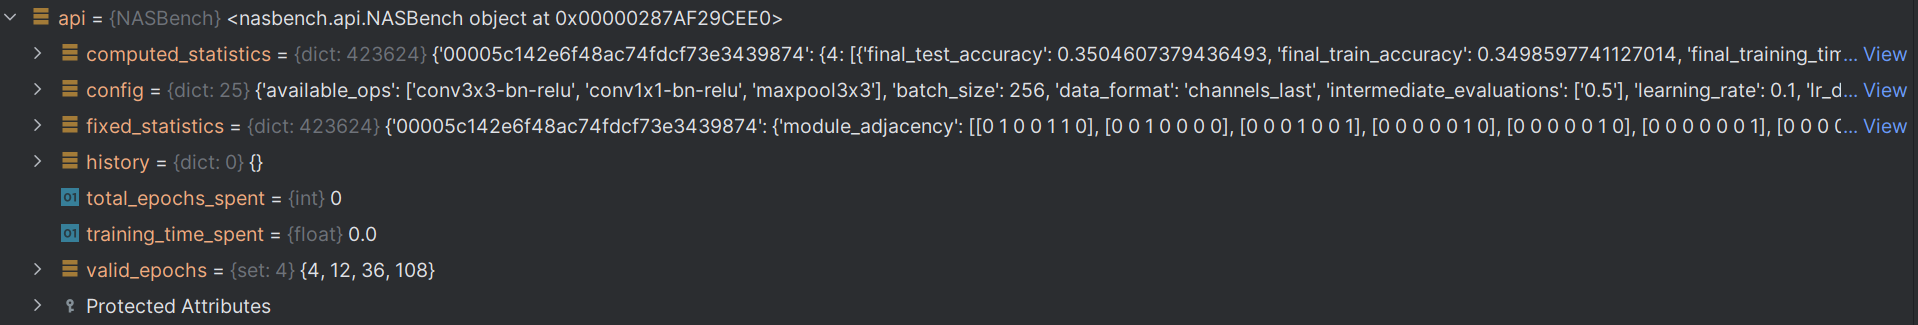 api = {NASBench} <nasbench.api.NASBench object at 0x00000287AF29CEE0>
computed_statistics = {dict: 423624} {'00005c142e6f48ac74fdcf73e3439874': {4: [{'final_test_accuracy': 0.3504607379436493, 'final_train_accuracy': 0.3498597741127014, 'final_training_tim... View
config = {dict: 25} {'available_ops': ['conv3x3-bn-relu', 'conv1x1-bn-relu', 'maxpool3x3'], 'batch_size': 256, 'data_format': 'channels_last', 'intermediate_evaluations': ['0.5'], 'learning_rate': 0.1, 'lr_d... View
fixed_statistics = {dict: 423624} {'00005c142e6f48ac74fdcf73e3439874': {'module_adjacency': [[0 1 0 0 1 1 0], [0 0 1 0 0 0 0], [0 0 0 1 0 0 1], [0 0 0 0 0 1 0], [0 0 0 0 0 1 0], [0 0 0 0 0 0 1], [0 0 0 0... View
history = {dict: 0} {}
01 total_epochs_spent = {int} 0
01 training_time_spent = {float} 0.0
valid_epochs = {set: 4} {4, 12, 36, 108}
Protected Attributes